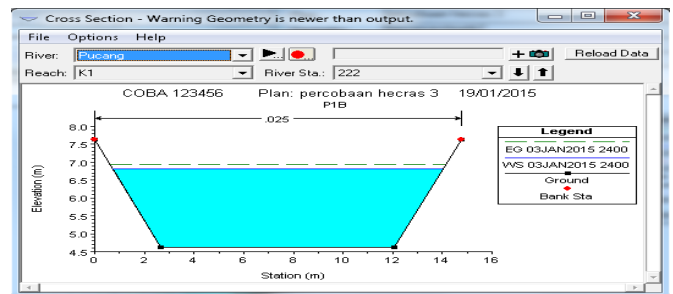 Cross Section - Warning Geometry is newer than output.
File Options Help
River: Pucang Reload Data
Reach: K1 River Sta.: 222
COBA 123456 Plan: percobaan hecras 3 19/01/2015
P1B
.025
8.0
7.5
7.0
6.5
6.0
5.5
5.0
4.5
Elevation (m)
0 2 4 6 8 10 12 14 16
Station (m)
Legend
EG 03JAN2015 2400
WS 03JAN2015 2400
Ground
Bank Sta